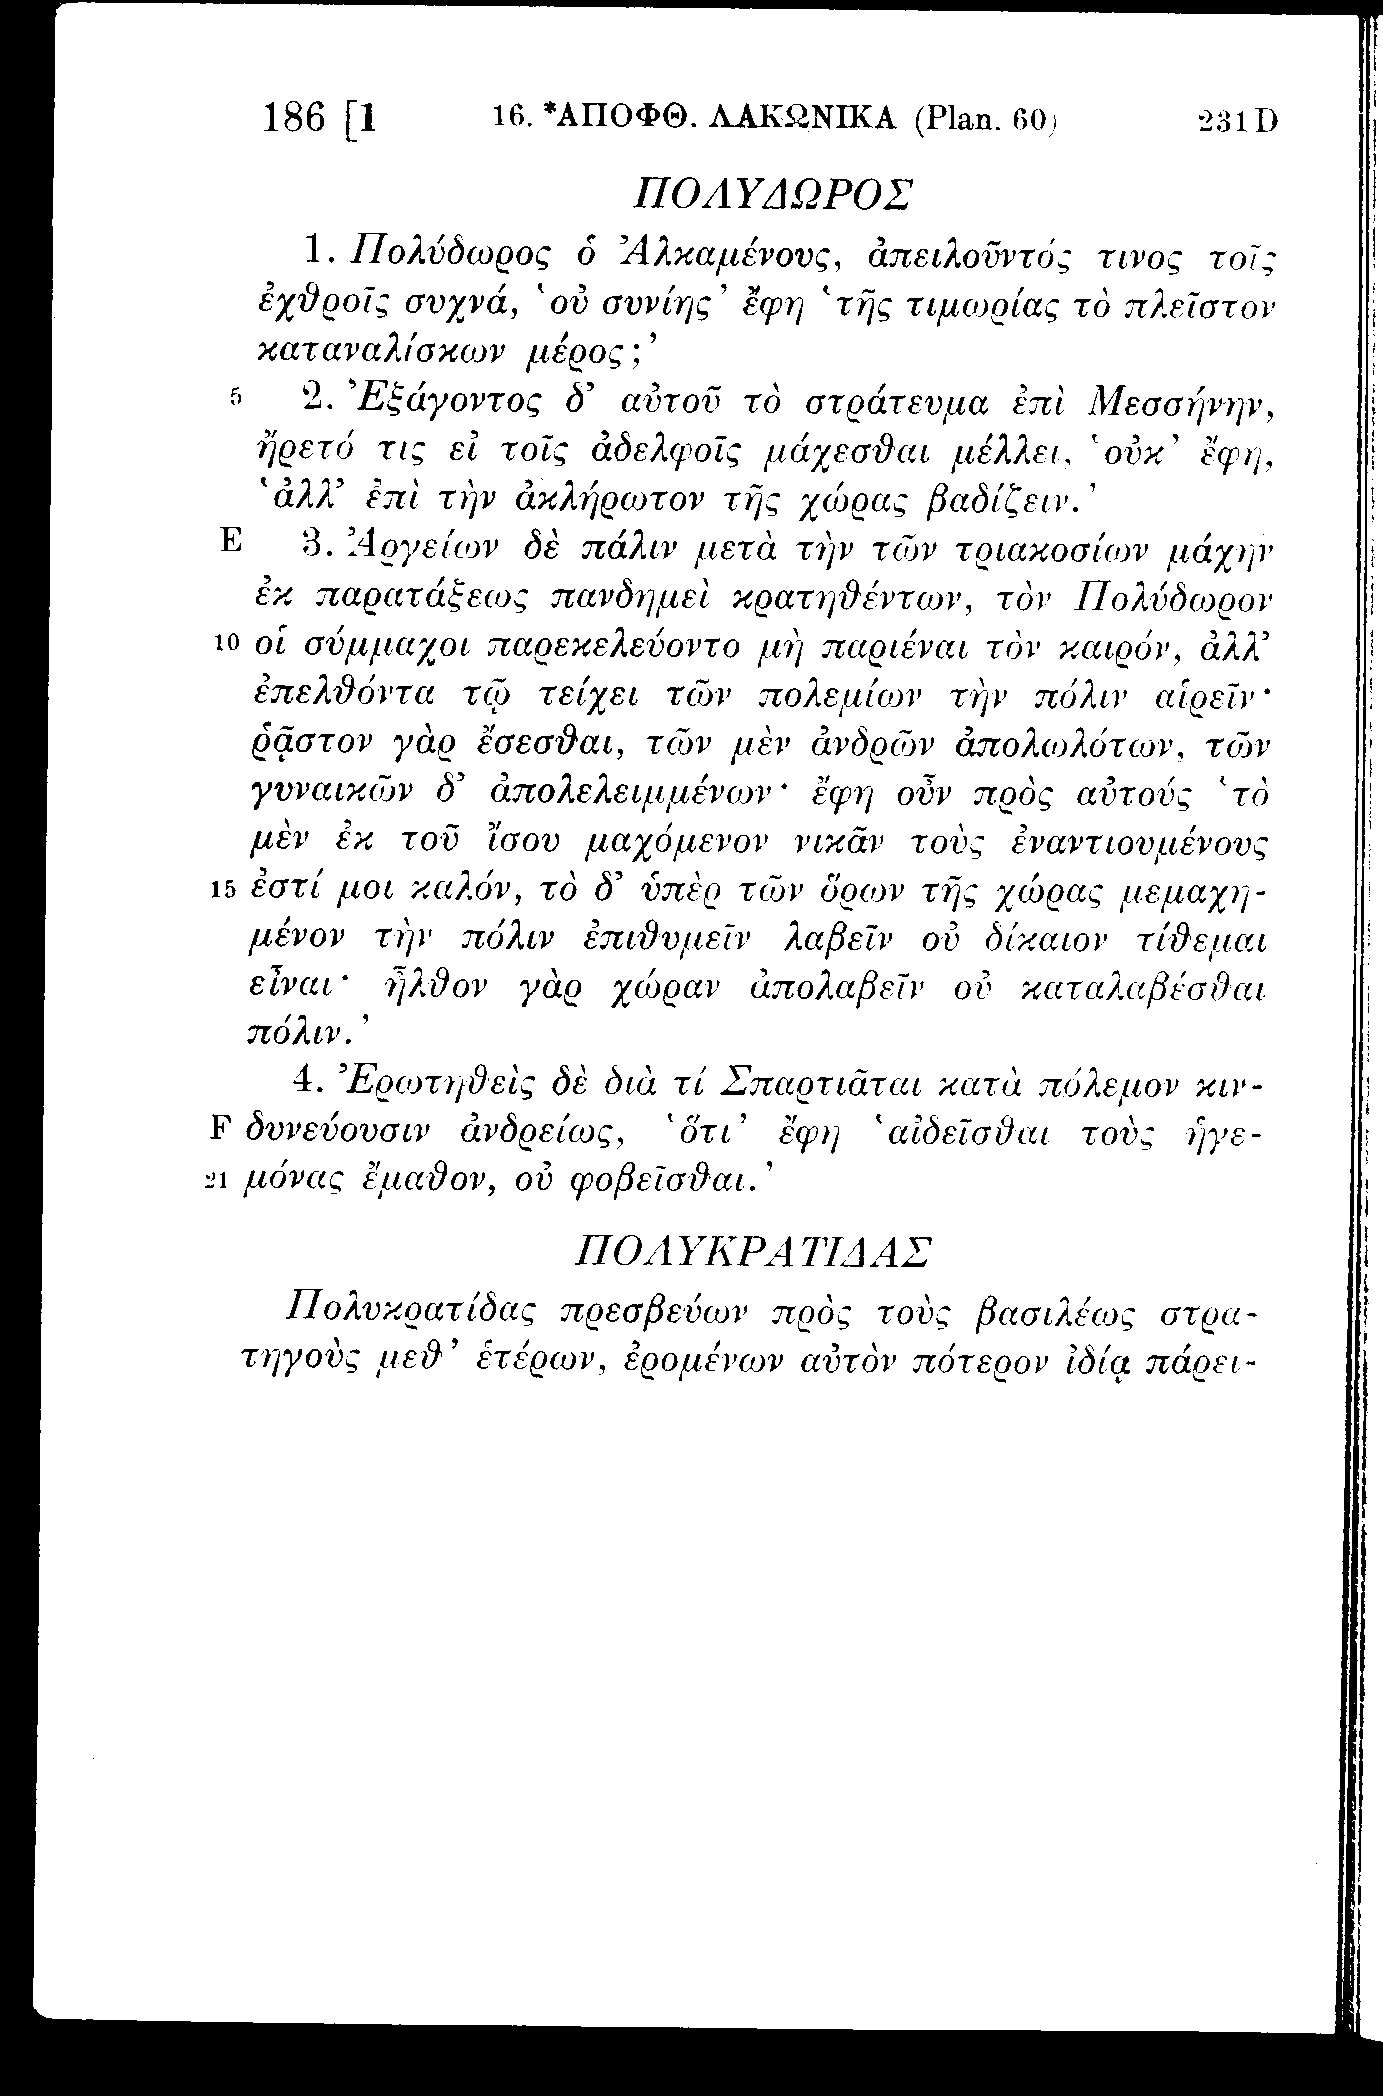 186 [1 16. *ΑΠΟΦΘ. ΛΑΚΩΝΙΚΑ (Plan. 60) 231 D
ΠΟΛΥΔΩΡΟΣ
1. Πολύδωρος ὁ Ἀλκαμένους, ἀπειλοῦντός τινος τοῖς
ἐχθροῖς συχνά, ‛οὐ συνίης’ ἔφη ‛τῆς τιμωρίας τὸ πλεῖστον
καταναλίσκων μέρος;’
5 2. Ἐξάγοντος δ’ αὐτοῦ τὸ στράτευμα ἐπὶ Μεσσήνην,
ἤρετό τις εἰ τοῖς ἀδελφοῖς μάχεσθαι μέλλει. ‛οὐκ’ ἔφη,
‛ἀλλ’ ἐπὶ τὴν ἀκλήρωτον τῆς χώρας βαδίζειν.’
E 3. Ἀργείων δὲ πάλιν μετὰ τὴν τῶν τριακοσίων μάχην
ἐκ παρατάξεως πανδημεὶ κρατηθέντων, τὸν Πολύδωρον
10 οἱ σύμμαχοι παρεκελεύοντο μὴ παριέναι τὸν καιρόν, ἀλλ’
ἐπελθόντα τῷ τείχει τῶν πολεμίων τὴν πόλιν αἱρεῖν·
ῥᾷστον γὰρ ἔσεσθαι, τῶν μὲν ἀνδρῶν ἀπολωλότων, τῶν
γυναικῶν δ’ ἀπολελειμμένων· ἔφη οὖν πρὸς αὐτούς ‛τὸ
μὲν ἐκ τοῦ ἴσου μαχόμενον νικᾶν τοὺς ἐναντιουμένους
15 ἐστί μοι καλόν, τὸ δ’ ὑπὲρ τῶν ὅρων τῆς χώρας μεμαχη-
μένον τὴν πόλιν ἐπιθυμεῖν λαβεῖν οὐ δίκαιον τίθεμαι
εἶναι· ἦλθον γὰρ χώραν ἀπολαβεῖν οὐ καταλαβέσθαι
πόλιν.’
4. Ἐρωτηθεὶς δὲ διὰ τί Σπαρτιᾶται κατὰ πόλεμον κιν-
F δυνεύουσιν ἀνδρείως, ‛ὅτι’ ἔφη ‛αἰδεῖσθαι τοὺς ἡγε-
21 μόνας ἔμαθον, οὐ φοβεῖσθαι.’
ΠΟΛΥΚΡΑΤΙΔΑΣ
Πολυκρατίδας πρεσβεύων πρὸς τοὺς βασιλέως στρα-
τηγοὺς μεθ’ ἑτέρων, ἐρομένων αὐτὸν πότερον ἰδίᾳ πάρει-